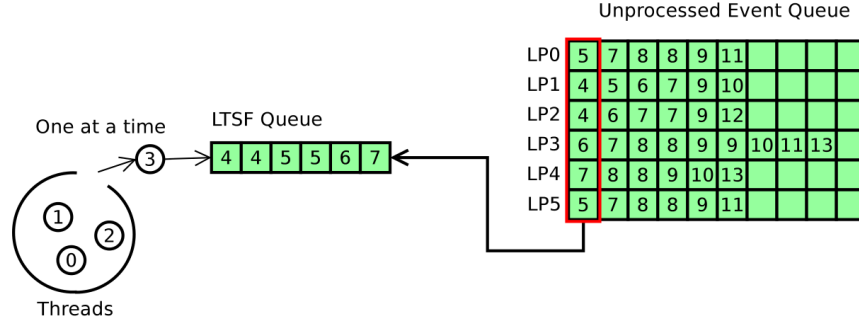 Unprocessed Event Queue
LP0 5 7 8 8 9 11
LP1 4 5 6 7 9 10
LP2 4 6 7 7 9 12
LP3 6 7 8 8 9 9 10 11 13
LP4 7 8 8 9 10 13
LP5 5 7 8 8 9 11
LTSF Queue
4 4 5 5 6 7
One at a time
3
1
2
0
Threads